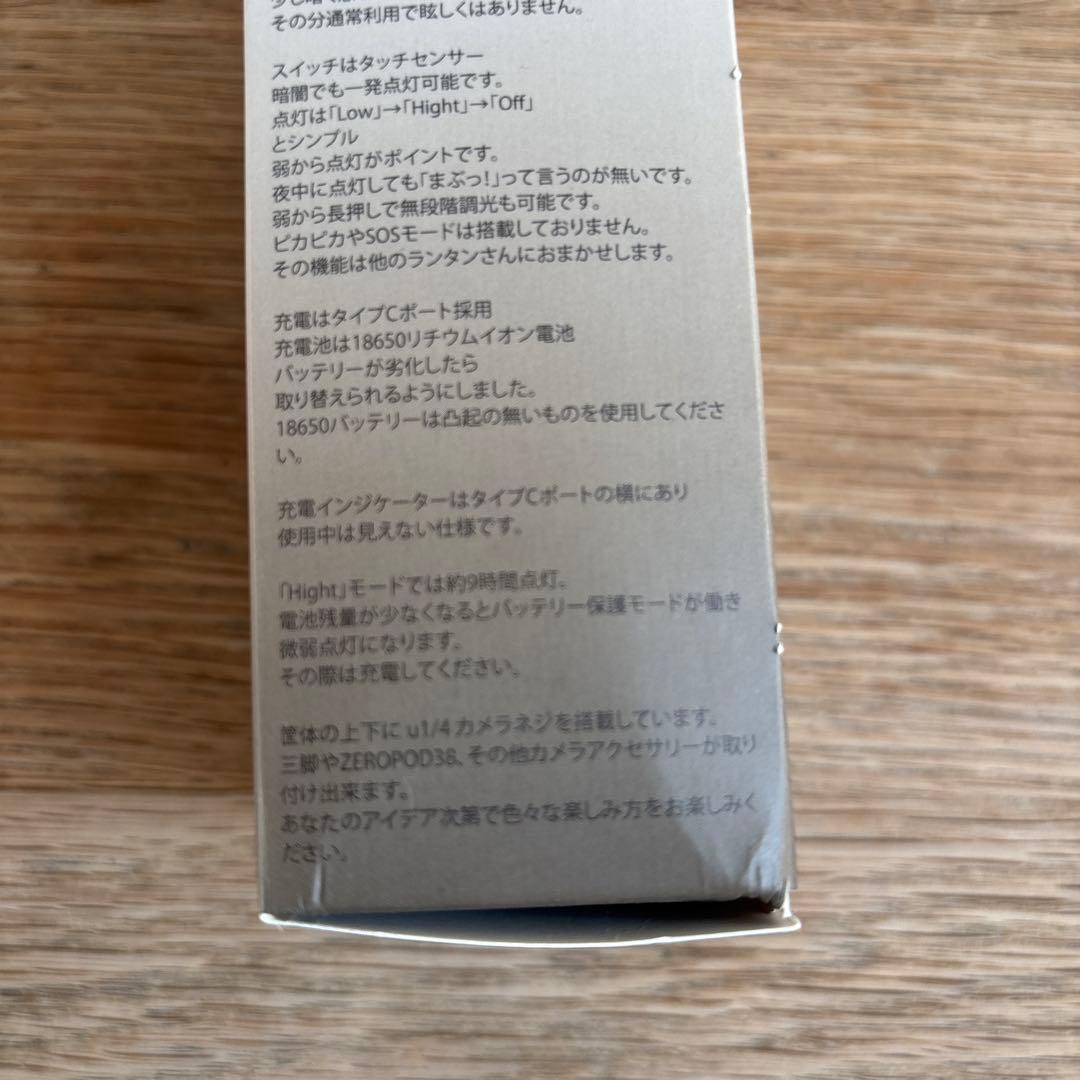 その分通常利用で眩しくはありません。
スイッチはタッチセンサー
暗闇でも一発点灯可能です。
点灯は「Low」→「Hight」→「Off」
とシンプル
弱から点灯がポイントです。
夜中に点灯しても「まぶっ!」って言うのが無いです。
弱から長押しで無段階調光も可能です。
ピカピカやSOSモードは搭載しておりません。
その機能は他のランタンさんにおまかせします。
充電はタイプCポート採用
充電池は18650リチウムイオン電池
バッテリーが劣化したら
取り替えられるようにしました。
18650バッテリーは凸起の無いものを使用してくださ
い。
充電インジケーターはタイプCポートの横にあり
使用中は見えない仕様です。
「Hight」モードでは約9時間点灯。
電池残量が少なくなるとバッテリー保護モードが働き
微弱点灯になります。
その際は充電してください。
筐体の上下に u1/4 カメラネジを搭載しています。
三脚やZEROPOD38、その他カメラアクセサリーが取り
付け出来ます。
あなたのアイデア次第で色々な楽しみ方をお楽しみく
ださい。